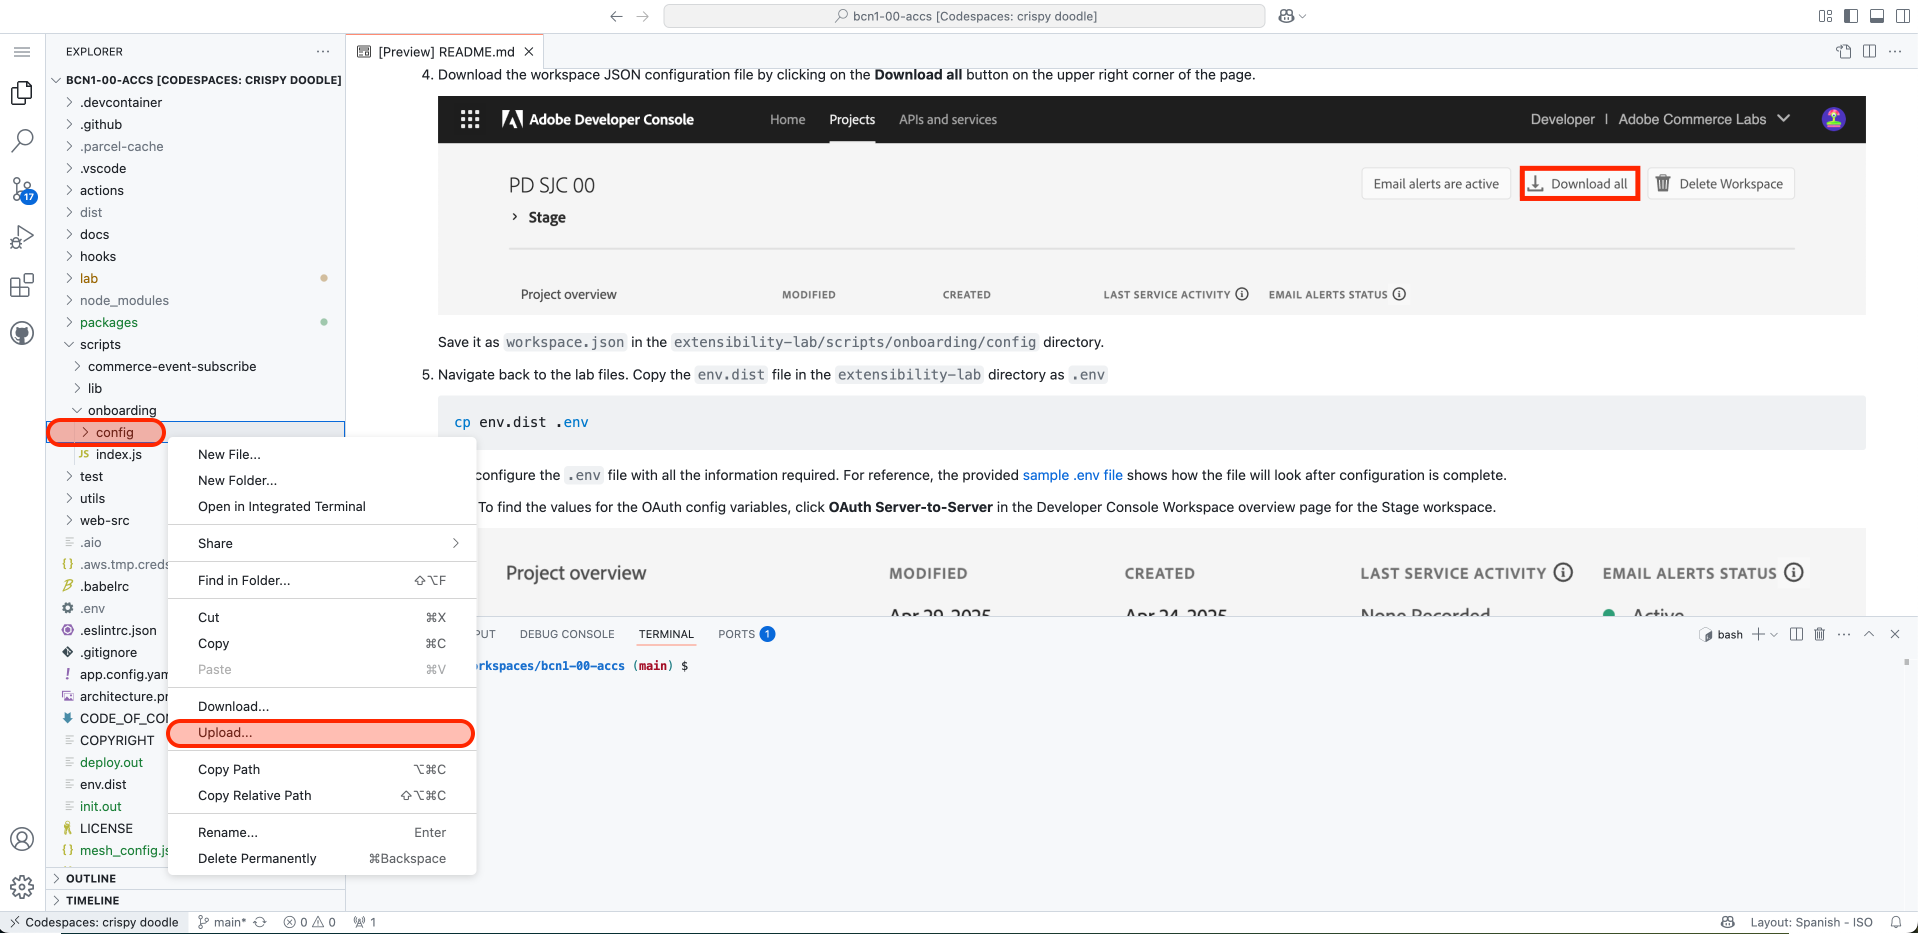 bcn1-00-accs [Codespaces: crispy doodle]
EXPLORER
[Preview] README.md
BCN1-00-ACCS [CODESPACES: CRISPY DOODLE]
.devcontainer
.github
.parcel-cache
.vscode
actions
dist
docs
hooks
lab
node_modules
packages
scripts
commerce-event-subscribe
lib
onboarding
config
JS index.js
test
utils
web-src
.aio
.aws.tmp.creds
.babelrc
.env
.eslintrc.json
.gitignore
app.config.yam
architecture.pr
CODE_OF_CO
COPYRIGHT
deploy.out
env.dist
init.out
LICENSE
mesh_config.js
OUTLINE
TIMELINE
17
New File...
New Folder...
Open in Integrated Terminal
Share
Find in Folder... ⇧⌥F
Cut ⌘X
Copy ⌘C
Paste ⌘V
Download...
Upload...
Copy Path ⌥⌘C
Copy Relative Path ⇧⌥⌘C
Rename... Enter
Delete Permanently ⌘Backspace
4. Download the workspace JSON configuration file by clicking on the Download all button on the upper right corner of the page.
Adobe Developer Console Home Projects APIs and services Developer | Adobe Commerce Labs
PD SJC 00 Email alerts are active Download all Delete Workspace
Stage
Project overview MODIFIED CREATED LAST SERVICE ACTIVITY EMAIL ALERTS STATUS
Save it as workspace.json in the extensibility-lab/scripts/onboarding/config directory.
5. Navigate back to the lab files. Copy the env.dist file in the extensibility-lab directory as .env
cp env.dist .env
configure the .env file with all the information required. For reference, the provided sample .env file shows how the file will look after configuration is complete.
To find the values for the OAuth config variables, click OAuth Server-to-Server in the Developer Console Workspace overview page for the Stage workspace.
Project overview MODIFIED CREATED LAST SERVICE ACTIVITY EMAIL ALERTS STATUS
Apr 29, 2025 Apr 24, 2025 None Recorded Active
PUT DEBUG CONSOLE TERMINAL PORTS 1 bash
rkspaces/bcn1-00-accs (main) $
Codespaces: crispy doodle main* 0 0 1 Layout: Spanish - ISO